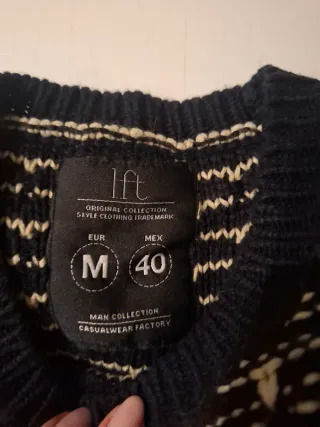 lft
ORIGINAL COLLECTION
STYLE CLOTHING TRADEMARK
EUR MEX
M 40
MAN COLLECTION
CASUALWEAR FACTORY